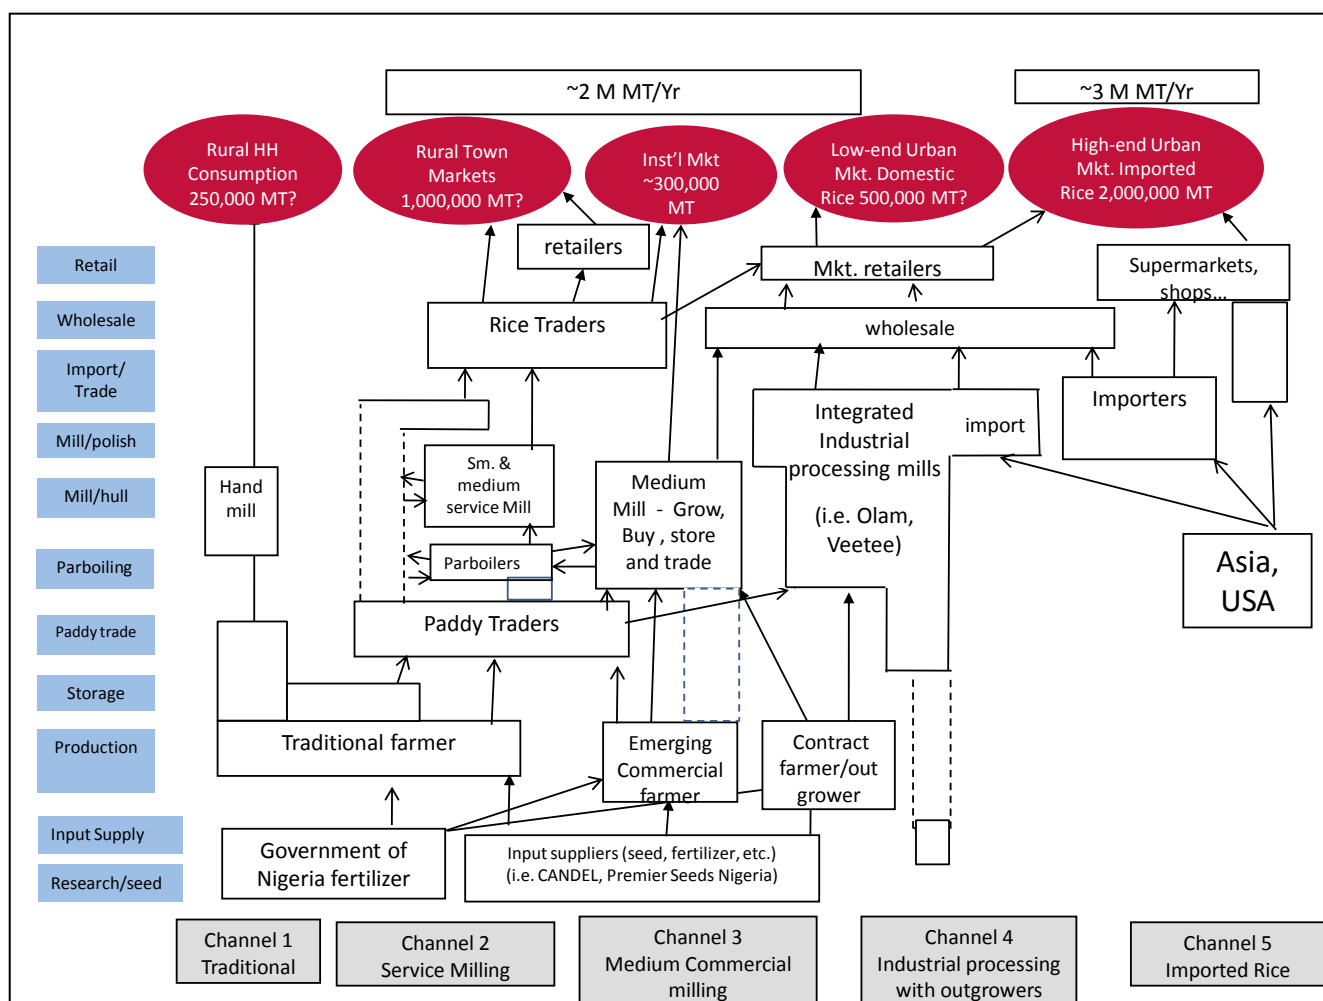 ~2 M MT/Yr
~3 M MT/Yr
Rural HH
Consumption
250,000 MT?
Rural Town
Markets
1,000,000 MT?
Inst'l Mkt
~300,000
MT
Low-end Urban
Mkt. Domestic
Rice 500,000 MT?
High-end Urban
Mkt. Imported
Rice 2,000,000 MT
Retail
Wholesale
Import/
Trade
Mill/polish
Mill/hull
Parboiling
Paddy trade
Storage
Production
Input Supply
Research/seed
retailers
Mkt. retailers
Supermarkets,
shops...
Rice Traders
wholesale
Integrated
Industrial
processing mills
(i.e. Olam,
Veetee)
import
Importers
Hand
mill
Sm. &
medium
service Mill
Parboilers
Medium
Mill - Grow,
Buy , store
and trade
Asia,
USA
Paddy Traders
Traditional farmer
Emerging
Commercial
farmer
Contract
farmer/out
grower
Government of
Nigeria fertilizer
Input suppliers (seed, fertilizer, etc.)
(i.e. CANDEL, Premier Seeds Nigeria)
Channel 1
Traditional
Channel 2
Service Milling
Channel 3
Medium Commercial
milling
Channel 4
Industrial processing
with outgrowers
Channel 5
Imported Rice